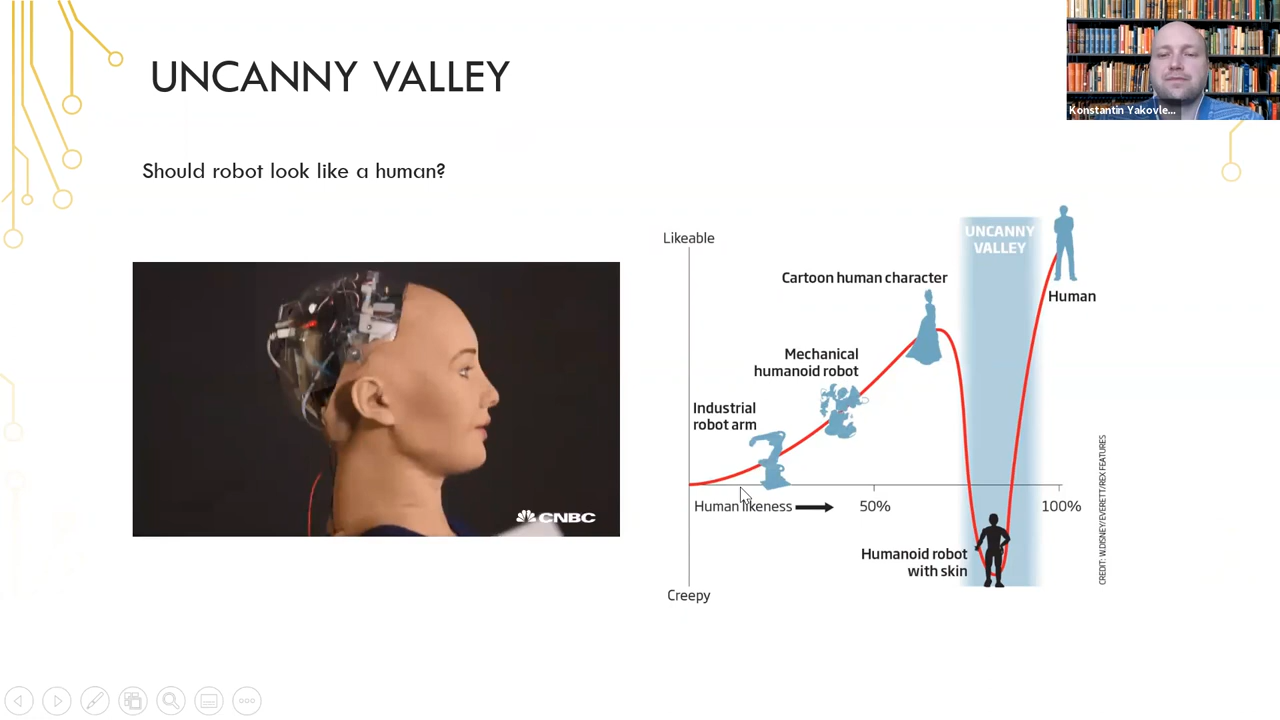 UNCANNY VALLEY
Konstantin Yakovle...
Should robot look like a human?
CNBC
Likeable
UNCANNY
VALLEY
Cartoon human character
Human
Mechanical
humanoid robot
Industrial
robot arm
Human likeness
50%
100%
Humanoid robot
with skin
Creepy
CREDIT: W.DISNEY/EVERETT/REX FEATURES